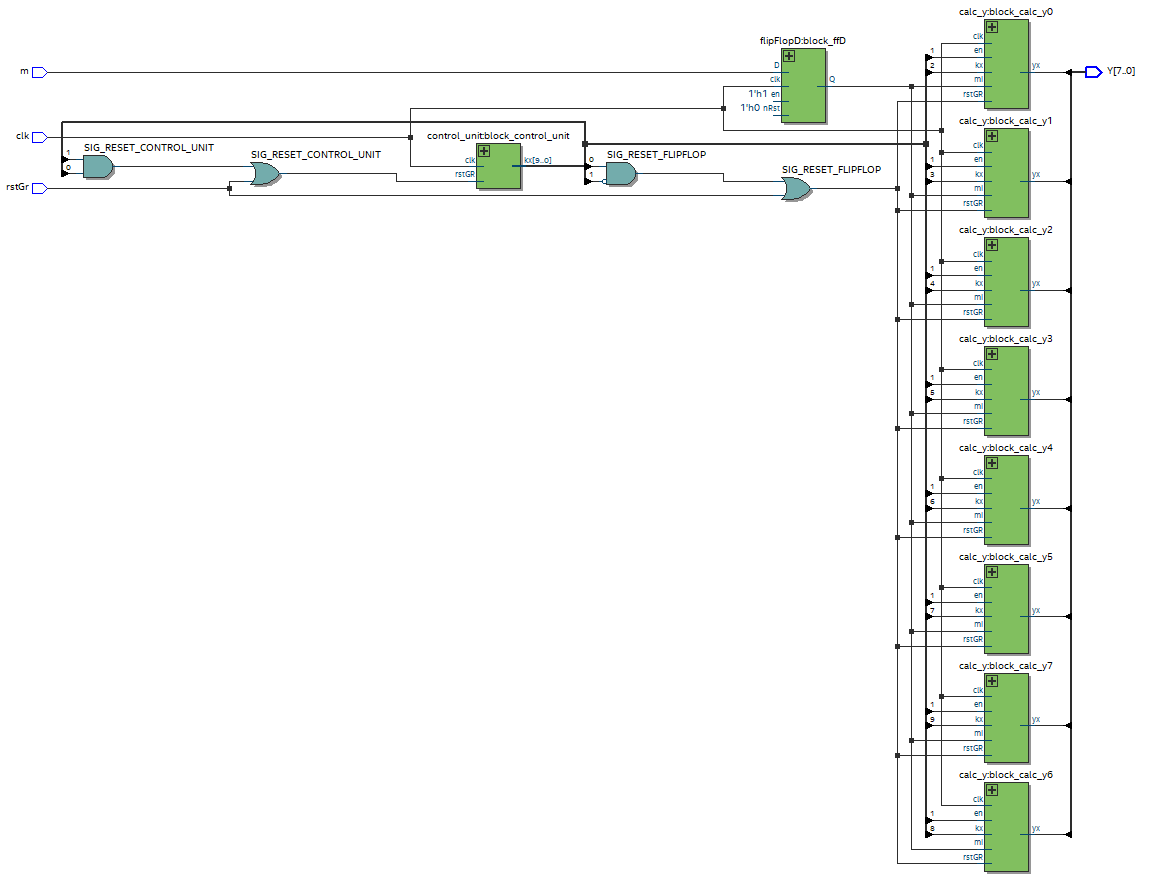 calc_y:block_calc_y0
clk
1 en
2 kx
mi
rstGR
yx
Y[7..0]
flipFlopD:block_ffD
D
clk
1'h1 en
1'h0 nRst
Q
m
clk
rstGr
1
0
SIG_RESET_CONTROL_UNIT
SIG_RESET_CONTROL_UNIT
control_unit:block_control_unit
clk
rstGR
kx[9..0]
0
1
SIG_RESET_FLIPFLOP
SIG_RESET_FLIPFLOP
calc_y:block_calc_y1
clk
1 en
3 kx
mi
rstGR
yx
calc_y:block_calc_y2
clk
1 en
4 kx
mi
rstGR
yx
calc_y:block_calc_y3
clk
1 en
5 kx
mi
rstGR
yx
calc_y:block_calc_y4
clk
1 en
6 kx
mi
rstGR
yx
calc_y:block_calc_y5
clk
1 en
7 kx
mi
rstGR
yx
calc_y:block_calc_y7
clk
1 en
9 kx
mi
rstGR
yx
calc_y:block_calc_y6
clk
1 en
8 kx
mi
rstGR
yx